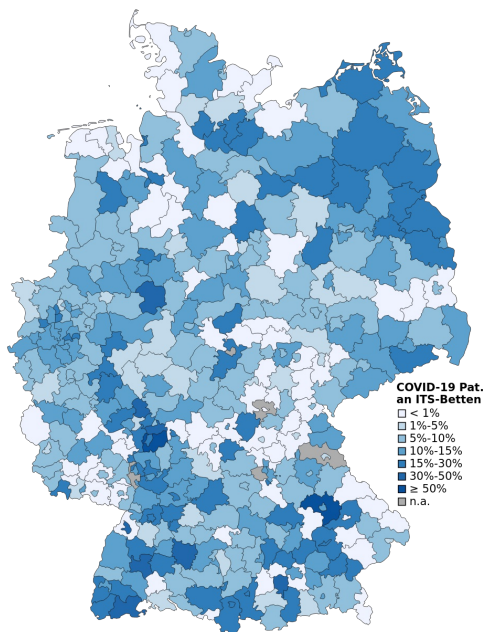 COVID-19 Pat.
an ITS-Betten
< 1%
1%-5%
5%-10%
10%-15%
15%-30%
30%-50%
≥ 50%
n.a.